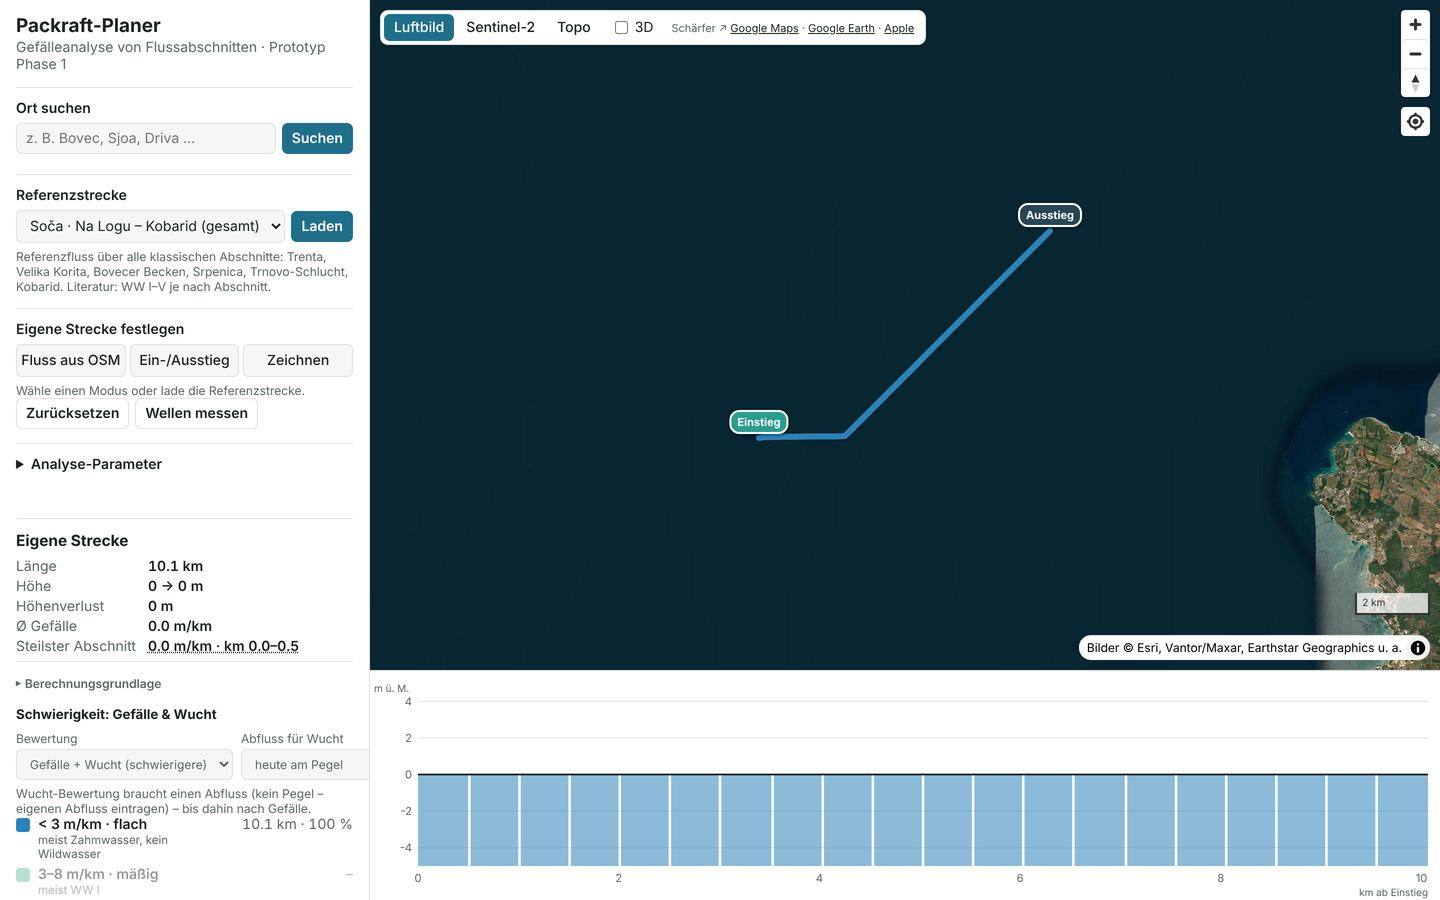 Packraft-Planer
Gefälleanalyse von Flussabschnitten · Prototyp
Phase 1
Ort suchen
z. B. Bovec, Sjoa, Driva ...
Suchen
Referenzstrecke
Soča · Na Logu – Kobarid (gesamt)
Laden
Referenzfluss über alle klassischen Abschnitte: Trenta,
Velika Korita, Bovecer Becken, Srpenica, Trnovo-Schlucht,
Kobarid. Literatur: WW I–V je nach Abschnitt.
Eigene Strecke festlegen
Fluss aus OSM
Ein-/Ausstieg
Zeichnen
Wähle einen Modus oder lade die Referenzstrecke.
Zurücksetzen
Wellen messen
▶ Analyse-Parameter
Eigene Strecke
Länge 10.1 km
Höhe 0 → 0 m
Höhenverlust 0 m
Ø Gefälle 0.0 m/km
Steilster Abschnitt 0.0 m/km · km 0.0–0.5
▸ Berechnungsgrundlage
Schwierigkeit: Gefälle & Wucht
Bewertung
Abfluss für Wucht
Gefälle + Wucht (schwierigere)
heute am Pegel
Wucht-Bewertung braucht einen Abfluss (kein Pegel –
eigenen Abfluss eintragen) – bis dahin nach Gefälle.
< 3 m/km · flach 10.1 km · 100 %
meist Zahmwasser, kein
Wildwasser
3–8 m/km · mäßig –
meist WW I
Luftbild
Sentinel-2
Topo
3D
Schärfer ↗ Google Maps · Google Earth · Apple
Ausstieg
Einstieg
2 km
Bilder © Esri, Vantor/Maxar, Earthstar Geographics u. a.
m ü. M.
4
2
0
-2
-4
0 2 4 6 8 10
km ab Einstieg